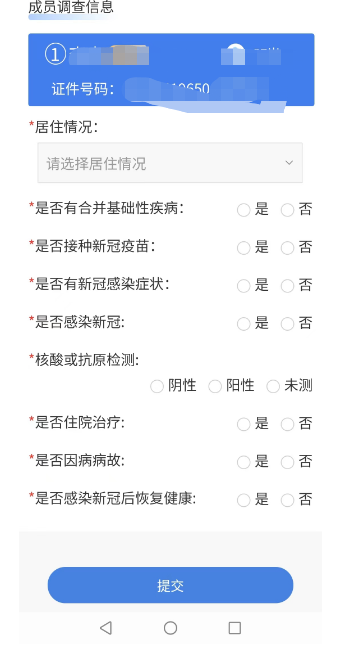 成员调查信息
①
证件号码:
*居住情况:
请选择居住情况
*是否有合并基础性疾病: 是 否
*是否接种新冠疫苗: 是 否
*是否有新冠感染症状: 是 否
*是否感染新冠: 是 否
*核酸或抗原检测:
阴性 阳性 未测
*是否住院治疗: 是 否
*是否因病病故: 是 否
*是否感染新冠后恢复健康: 是 否
提交